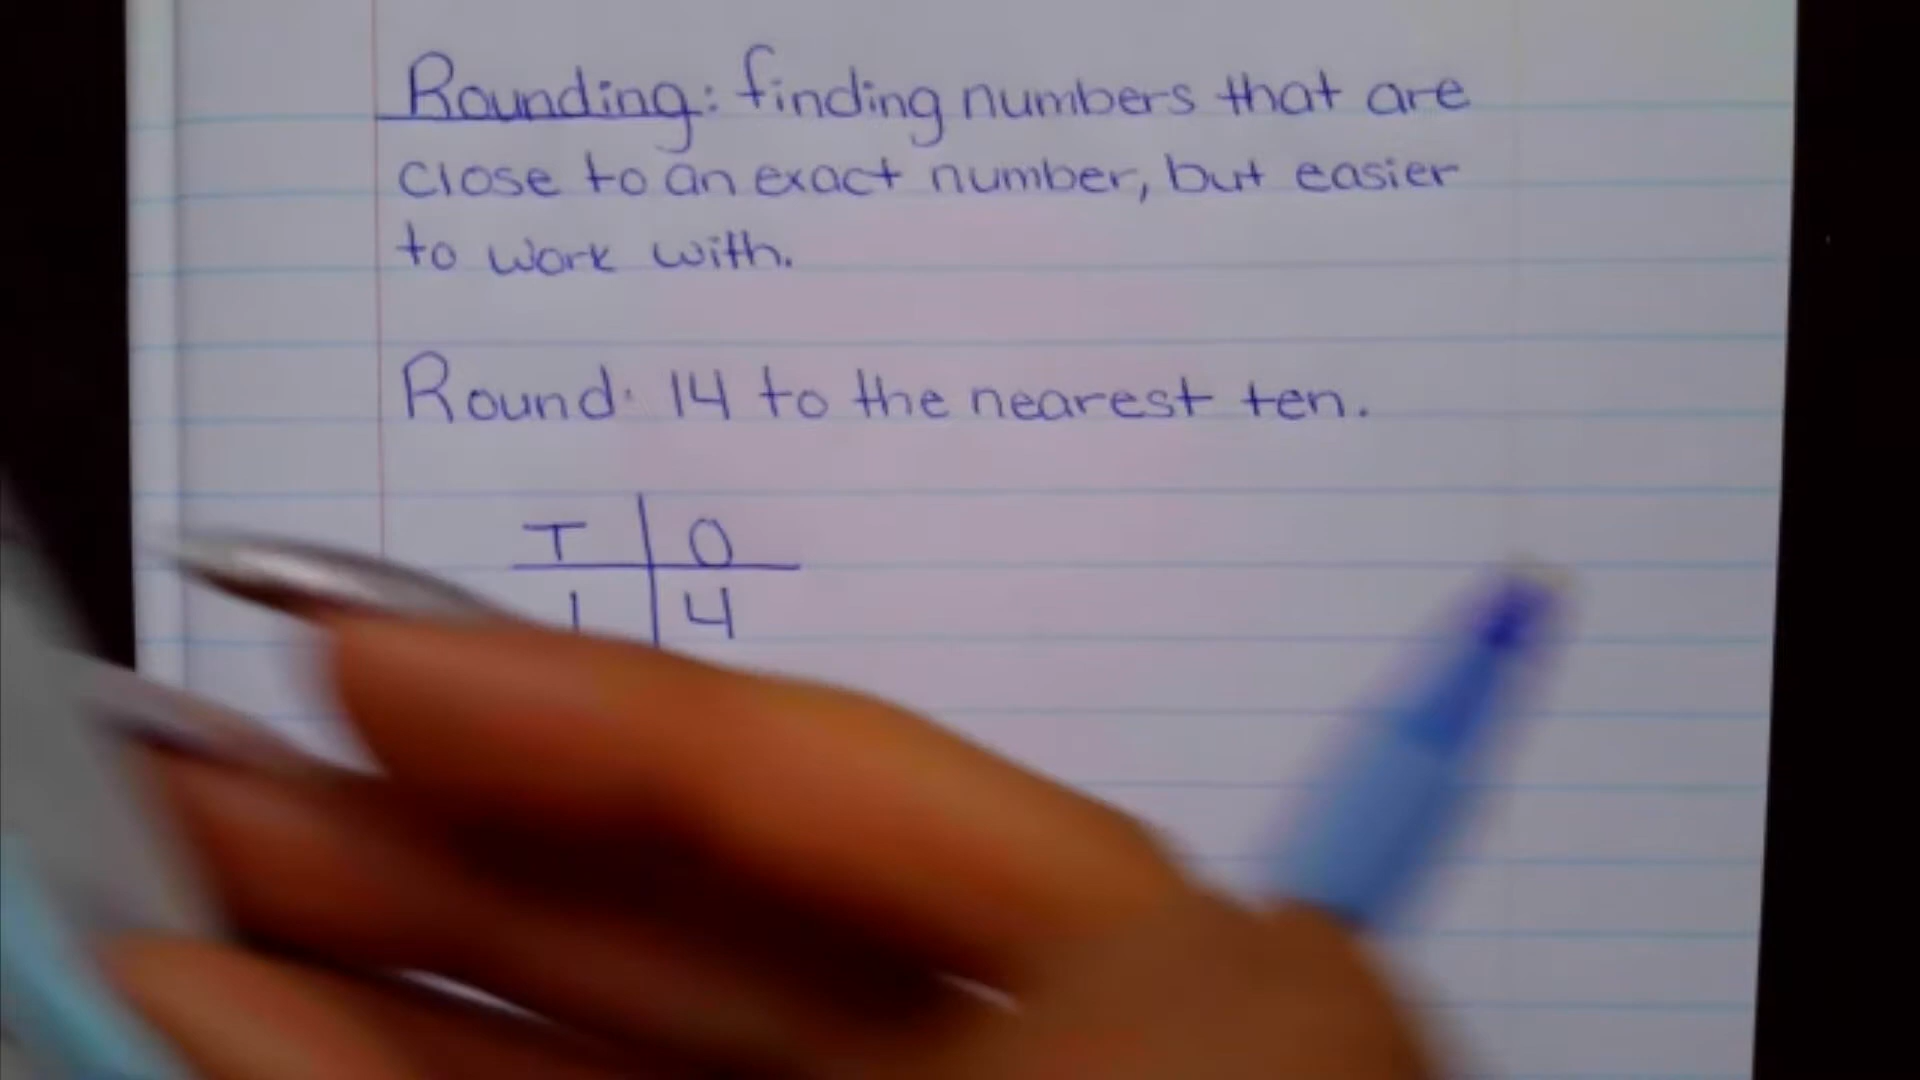 Rounding: finding numbers that are
close to an exact number, but easier
to work with.
Round: 14 to the nearest ten.
T O
1 4